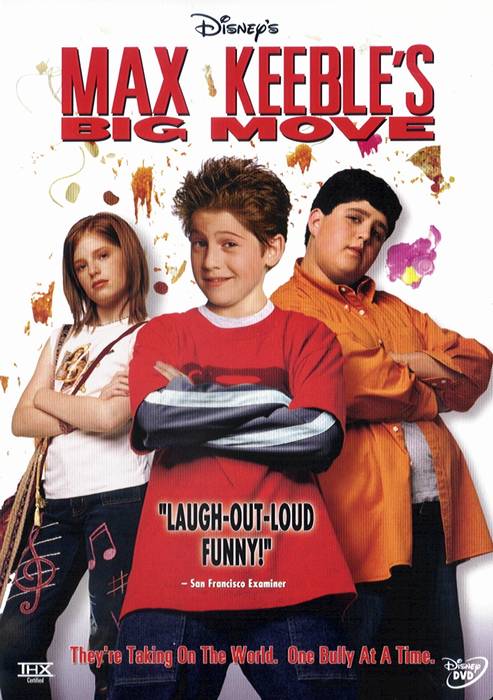 Disney's
MAX KEEBLE'S
BIG MOVE
"LAUGH-OUT-LOUD
FUNNY!"
– San Francisco Examiner
They're Taking On The World. One Bully At A Time.
THX
Certified
Disney
DVD